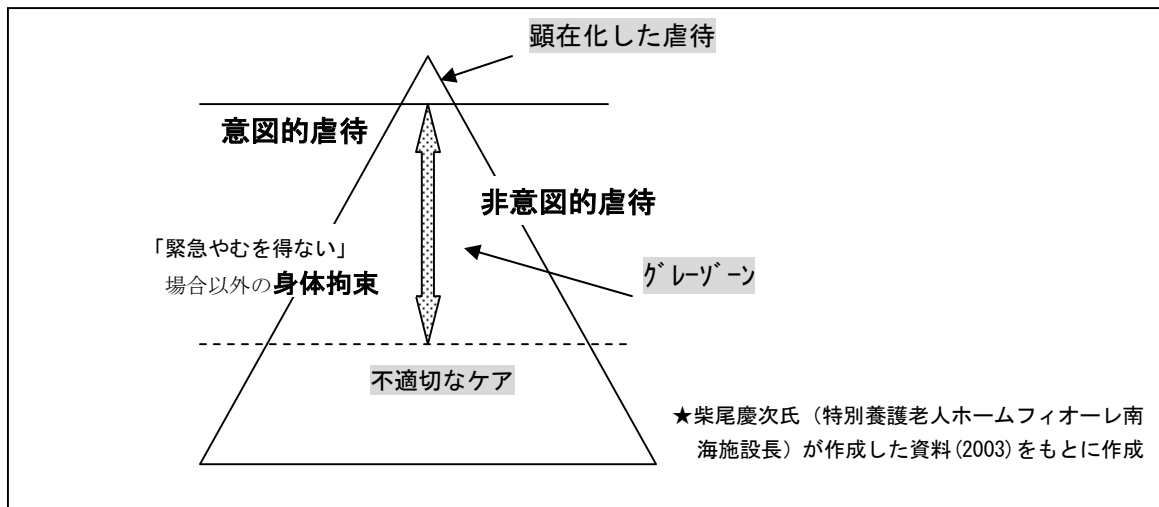 顕在化した虐待
意図的虐待
非意図的虐待
「緊急やむを得ない」
場合以外の身体拘束
ｸﾞﾚｰｿﾞｰﾝ
不適切なケア
★柴尾慶次氏（特別養護老人ホームフィオーレ南
海施設長）が作成した資料(2003)をもとに作成